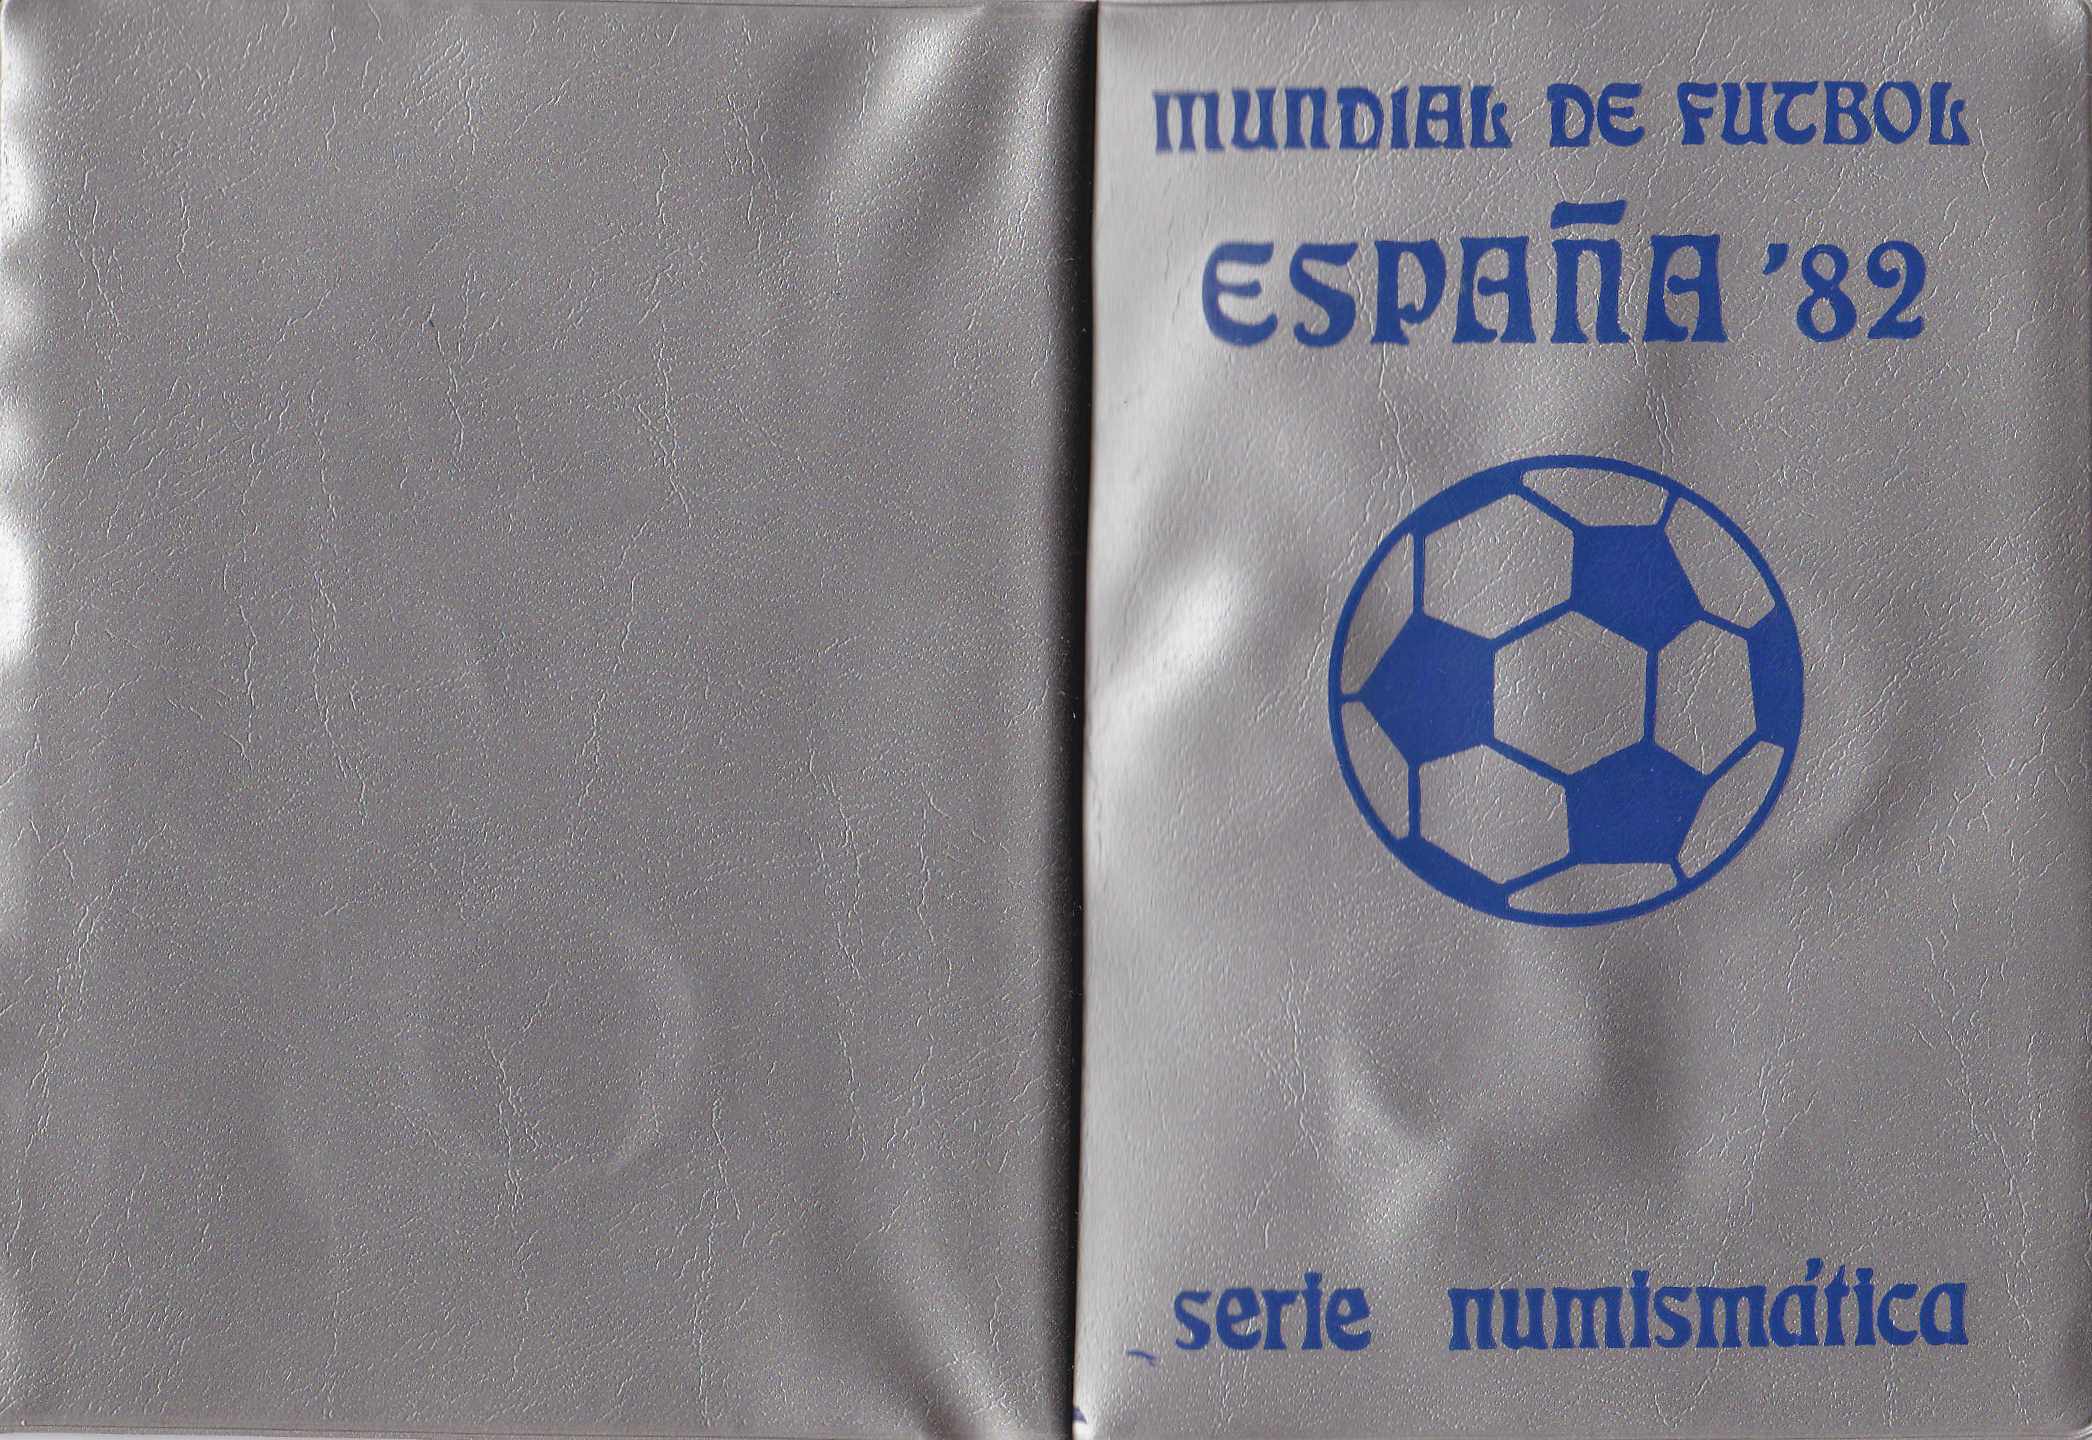 MUNDIAL DE FUTBOL
ESPAÑA '82
serie numismática